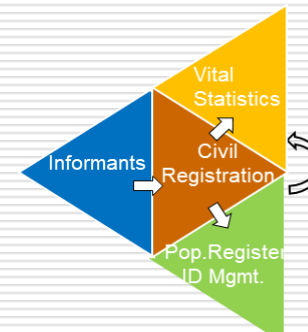 Vital
Statistics
Informants
Civil
Registration
Pop.Register
ID Mgmt.